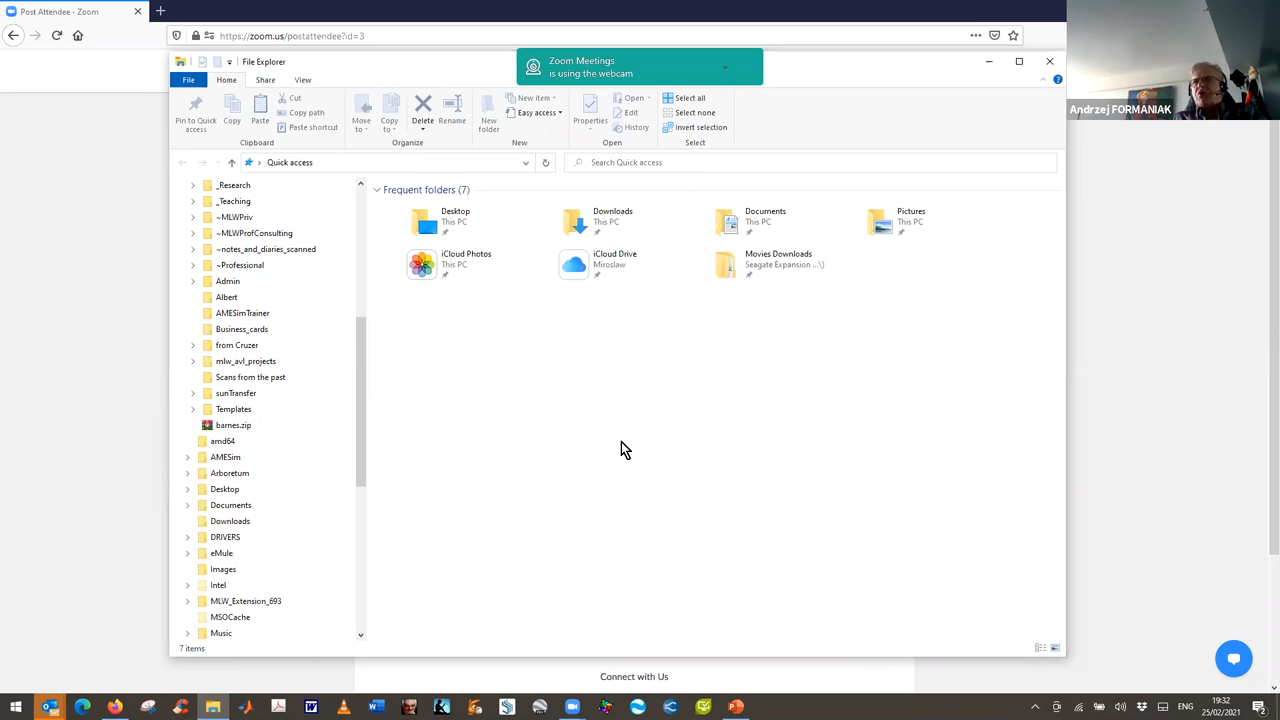 Post Attendee - Zoom
https://zoom.us/postattendee?id=3
File Explorer
Zoom Meetings
is using the webcam
Andrzej FORMANIAK
File
Home
Share
View
Pin to Quick access
Copy
Paste
Cut
Copy path
Paste shortcut
Clipboard
Move to
Copy to
Delete
Rename
Organize
New folder
New item
Easy access
New
Properties
Open
Edit
History
Open
Select all
Select none
Invert selection
Select
Quick access
Search Quick access
_Research
_Teaching
~MLWPriv
~MLWProfConsulting
~notes_and_diaries_scanned
~Professional
Admin
Albert
AMESimTrainer
Business_cards
from Cruzer
mlw_avl_projects
Scans from the past
sunTransfer
Templates
barnes.zip
amd64
AMESim
Arboretum
Desktop
Documents
Downloads
DRIVERS
eMule
Images
Intel
MLW_Extension_693
MSOCache
Music
Frequent folders (7)
Desktop
This PC
Downloads
This PC
Documents
This PC
Pictures
This PC
iCloud Photos
This PC
iCloud Drive
Miroslaw
Movies Downloads
Seagate Expansion ...\)
7 items
Connect with Us
ENG
19:32
25/02/2021
2